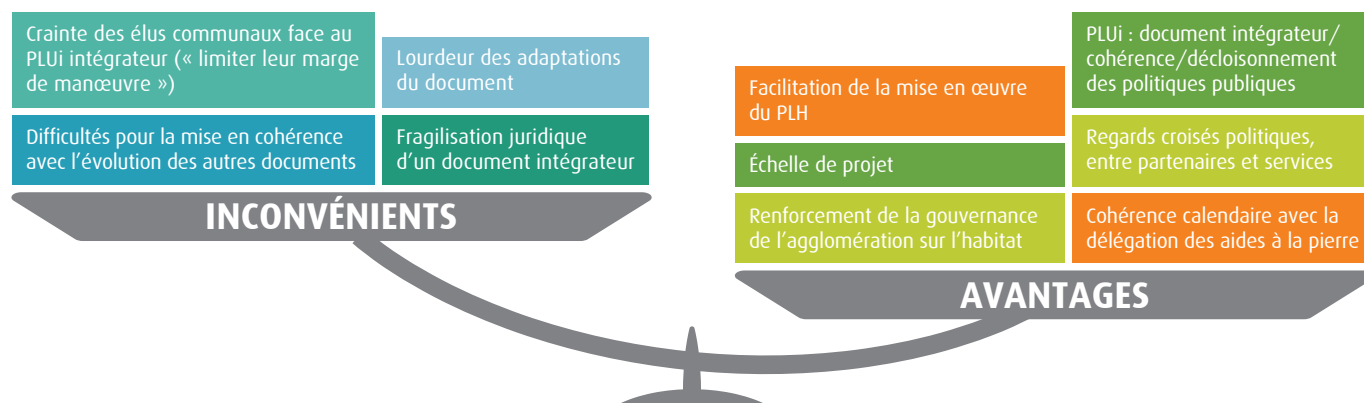 Crainte des élus communaux face au
PLUi intégrateur (« limiter leur marge
de manœuvre »)
Lourdeur des adaptations
du document
Difficultés pour la mise en cohérence
avec l'évolution des autres documents
Fragilisation juridique
d'un document intégrateur
INCONVÉNIENTS
Facilitation de la mise en œuvre
du PLH
PLUi : document intégrateur/
cohérence/décloisonnement
des politiques publiques
Échelle de projet
Regards croisés politiques,
entre partenaires et services
Renforcement de la gouvernance
de l'agglomération sur l'habitat
Cohérence calendaire avec la
délégation des aides à la pierre
AVANTAGES